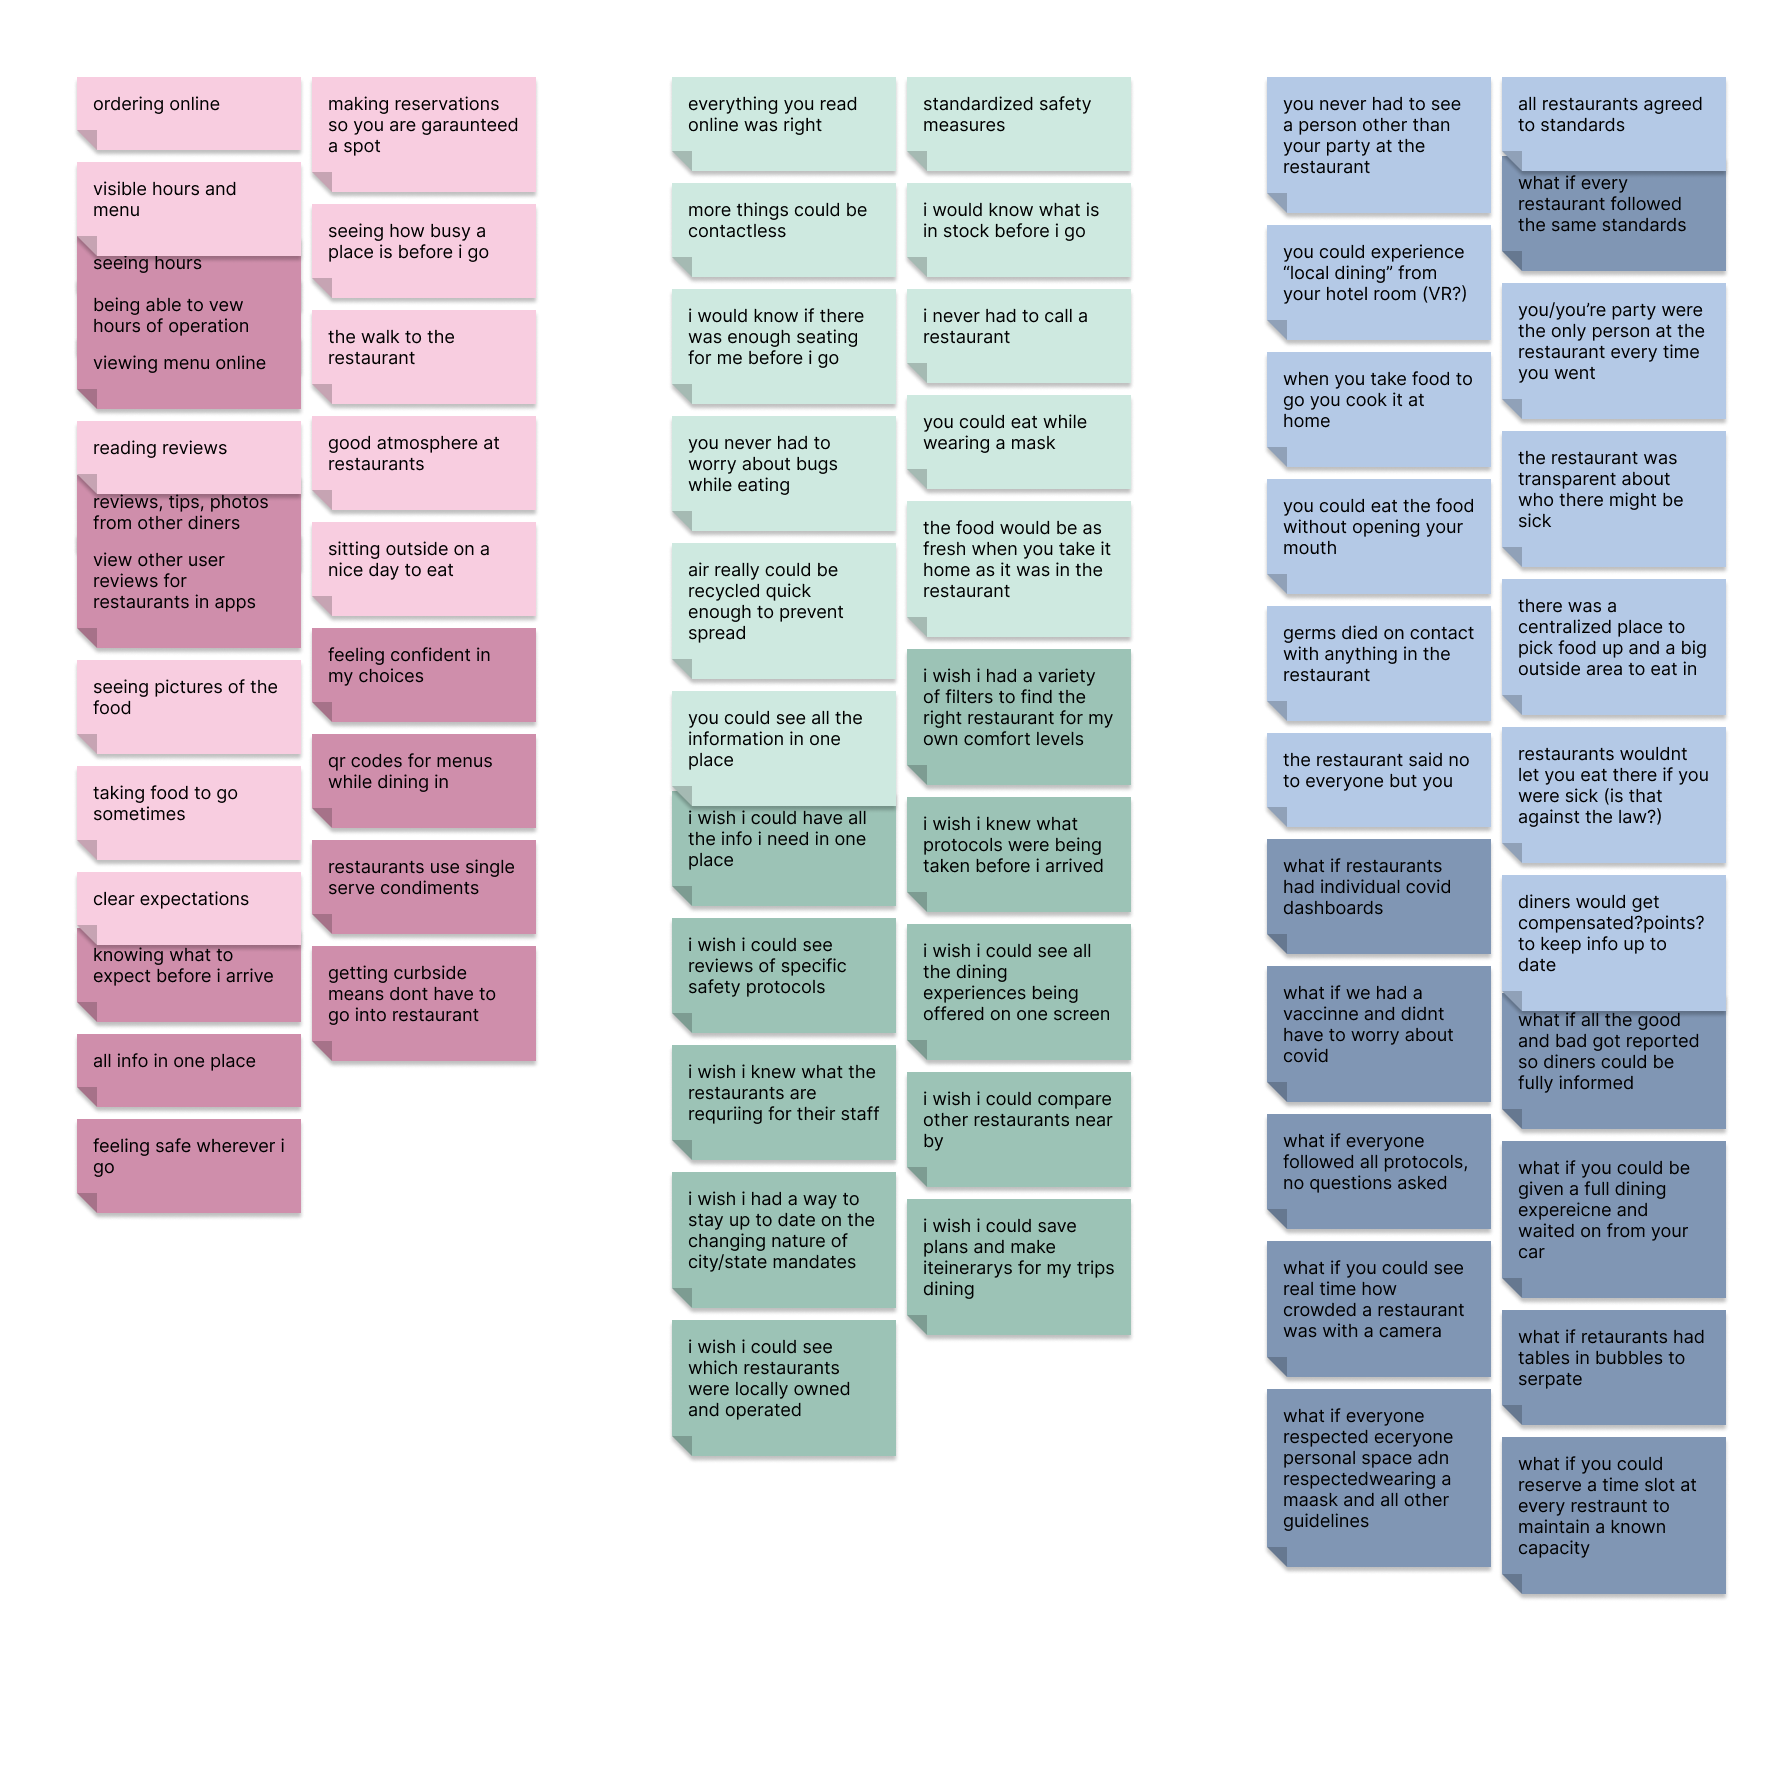 ordering online
visible hours and
menu
seeing hours
being able to vew
hours of operation
viewing menu online
reading reviews
reviews, tips, photos
from other diners
view other user
reviews for
restaurants in apps
seeing pictures of the
food
taking food to go
sometimes
clear expectations
knowing what to
expect before i arrive
all info in one place
feeling safe wherever i
go
making reservations
so you are garaunteed
a spot
seeing how busy a
place is before i go
the walk to the
restaurant
good atmosphere at
restaurants
sitting outside on a
nice day to eat
feeling confident in
my choices
qr codes for menus
while dining in
restaurants use single
serve condiments
getting curbside
means dont have to
go into restaurant
everything you read
online was right
more things could be
contactless
i would know if there
was enough seating
for me before i go
you never had to
worry about bugs
while eating
air really could be
recycled quick
enough to prevent
spread
you could see all the
information in one
place
i wish i could have all
the info i need in one
place
i wish i could see
reviews of specific
safety protocols
i wish i knew what the
restaurants are
requriing for their staff
i wish i had a way to
stay up to date on the
changing nature of
city/state mandates
i wish i could see
which restaurants
were locally owned
and operated
standardized safety
measures
i would know what is
in stock before i go
i never had to call a
restaurant
you could eat while
wearing a mask
the food would be as
fresh when you take it
home as it was in the
restaurant
i wish i had a variety
of filters to find the
right restaurant for my
own comfort levels
i wish i knew what
protocols were being
taken before i arrived
i wish i could see all
the dining
experiences being
offered on one screen
i wish i could compare
other restaurants near
by
i wish i could save
plans and make
iteinerarys for my trips
dining
you never had to see
a person other than
your party at the
restaurant
you could experience
“local dining” from
your hotel room (VR?)
when you take food to
go you cook it at
home
you could eat the food
without opening your
mouth
germs died on contact
with anything in the
restaurant
the restaurant said no
to everyone but you
what if restaurants
had individual covid
dashboards
what if we had a
vaccinne and didnt
have to worry about
covid
what if everyone
followed all protocols,
no questions asked
what if you could see
real time how
crowded a restaurant
was with a camera
what if everyone
respected eceryone
personal space adn
respectedwearing a
maask and all other
guidelines
all restaurants agreed
to standards
what if every
restaurant followed
the same standards
you/you’re party were
the only person at the
restaurant every time
you went
the restaurant was
transparent about
who there might be
sick
there was a
centralized place to
pick food up and a big
outside area to eat in
restaurants wouldnt
let you eat there if you
were sick (is that
against the law?)
diners would get
compensated?points?
to keep info up to
date
what if all the good
and bad got reported
so diners could be
fully informed
what if you could be
given a full dining
expereicne and
waited on from your
car
what if retaurants had
tables in bubbles to
serpate
what if you could
reserve a time slot at
every restraunt to
maintain a known
capacity